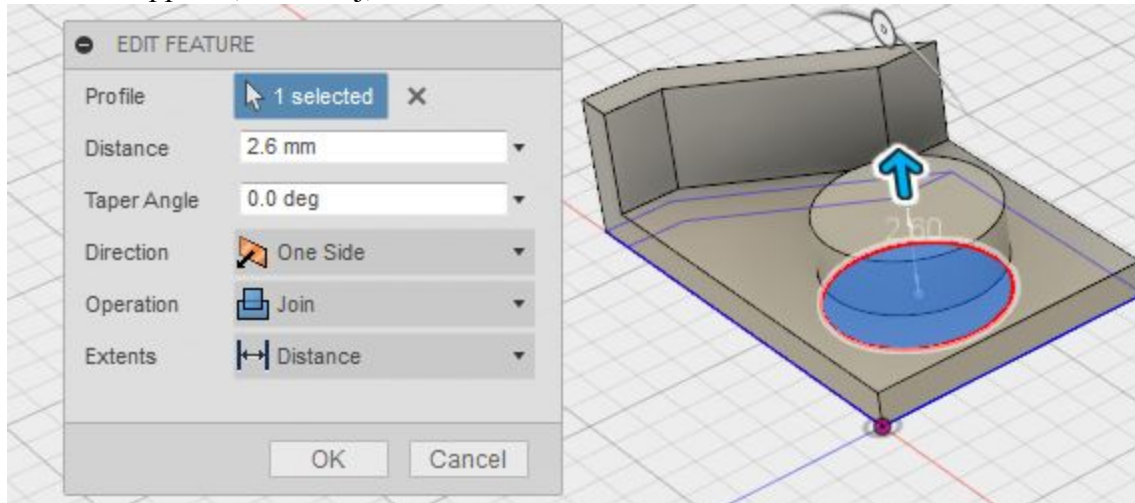 EDIT FEATURE
Profile 1 selected
Distance 2.6 mm
Taper Angle 0.0 deg
Direction One Side
Operation Join
Extents Distance
OK Cancel
2.60